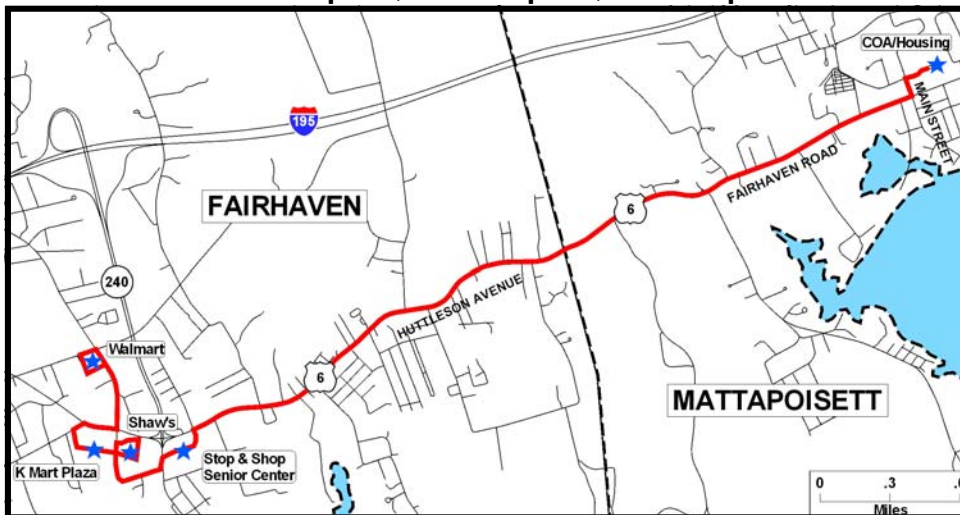 COA/Housing
195
MAIN STREET
FAIRHAVEN
FAIRHAVEN ROAD
6
240
HUTTLESON AVENUE
Walmart
6
MATTAPOISETT
Shaw's
K Mart Plaza
Stop & Shop
Senior Center
0 .3
Miles